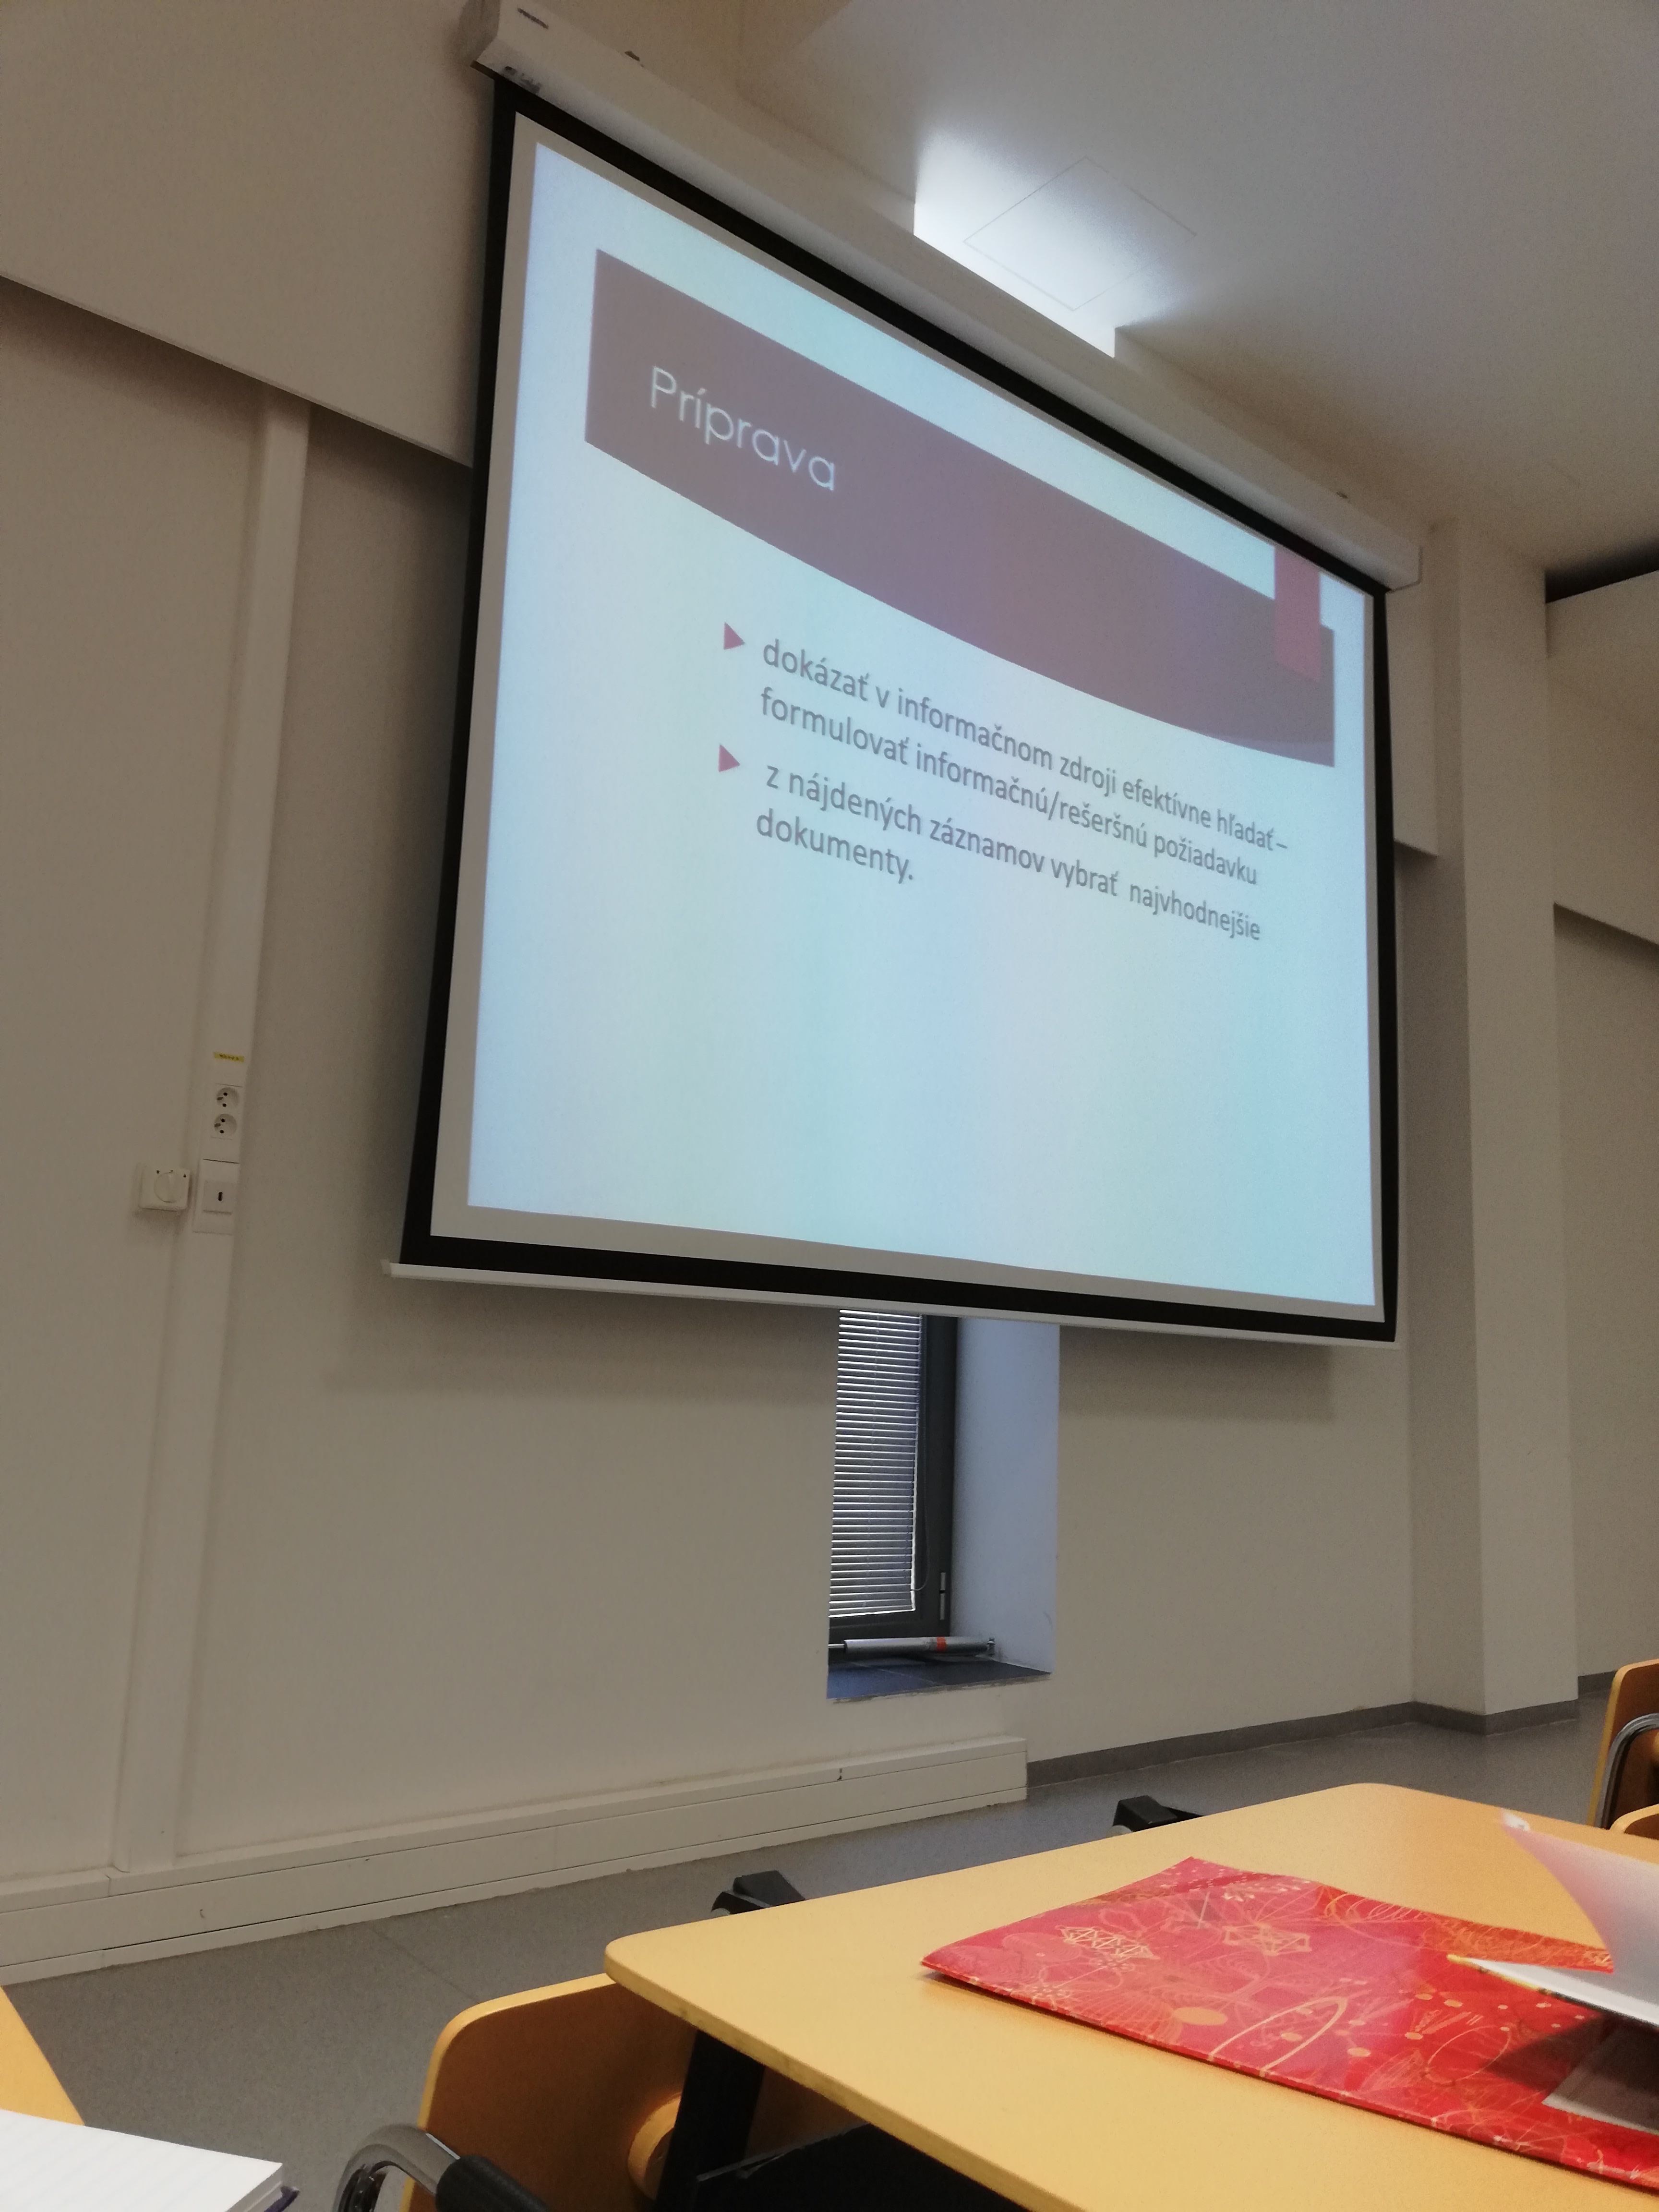 Príprava
dokázať v informačnom zdroji efektívne hľadať –
formulovať informačnú/rešeršnú požiadavku
z nájdených záznamov vybrať najvhodnejšie
dokumenty.